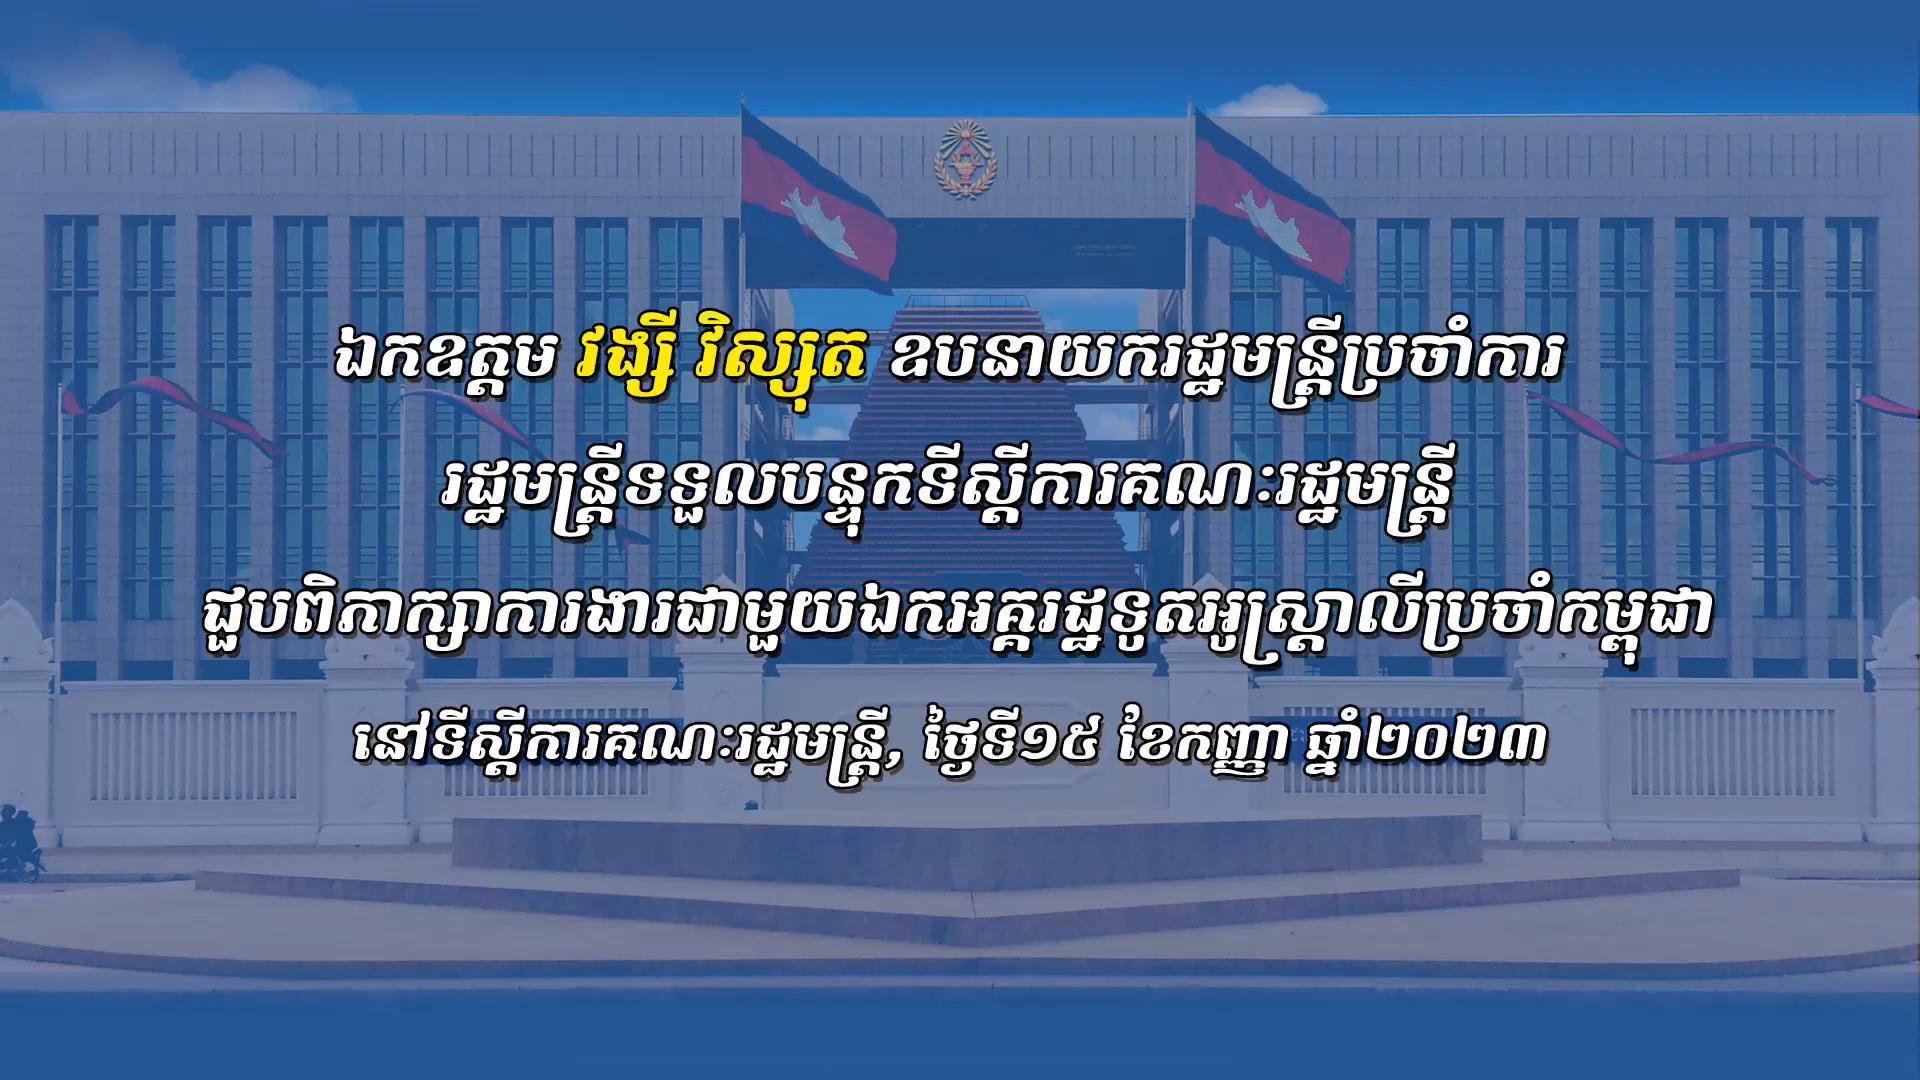 ឯកឧត្តម វង្សី វិស្សុត ឧបនាយករដ្ឋមន្ត្រីប្រចាំការ
រដ្ឋមន្ត្រីទទួលបន្ទុកទីស្តីការគណៈរដ្ឋមន្ត្រី
ជួបពិភាក្សាការងារជាមួយឯកអគ្គរដ្ឋទូតអូស្ត្រាលីប្រចាំកម្ពុជា
នៅទីស្តីការគណៈរដ្ឋមន្ត្រី, ថ្ងៃទី១៥ ខែកញ្ញា ឆ្នាំ២០២៣